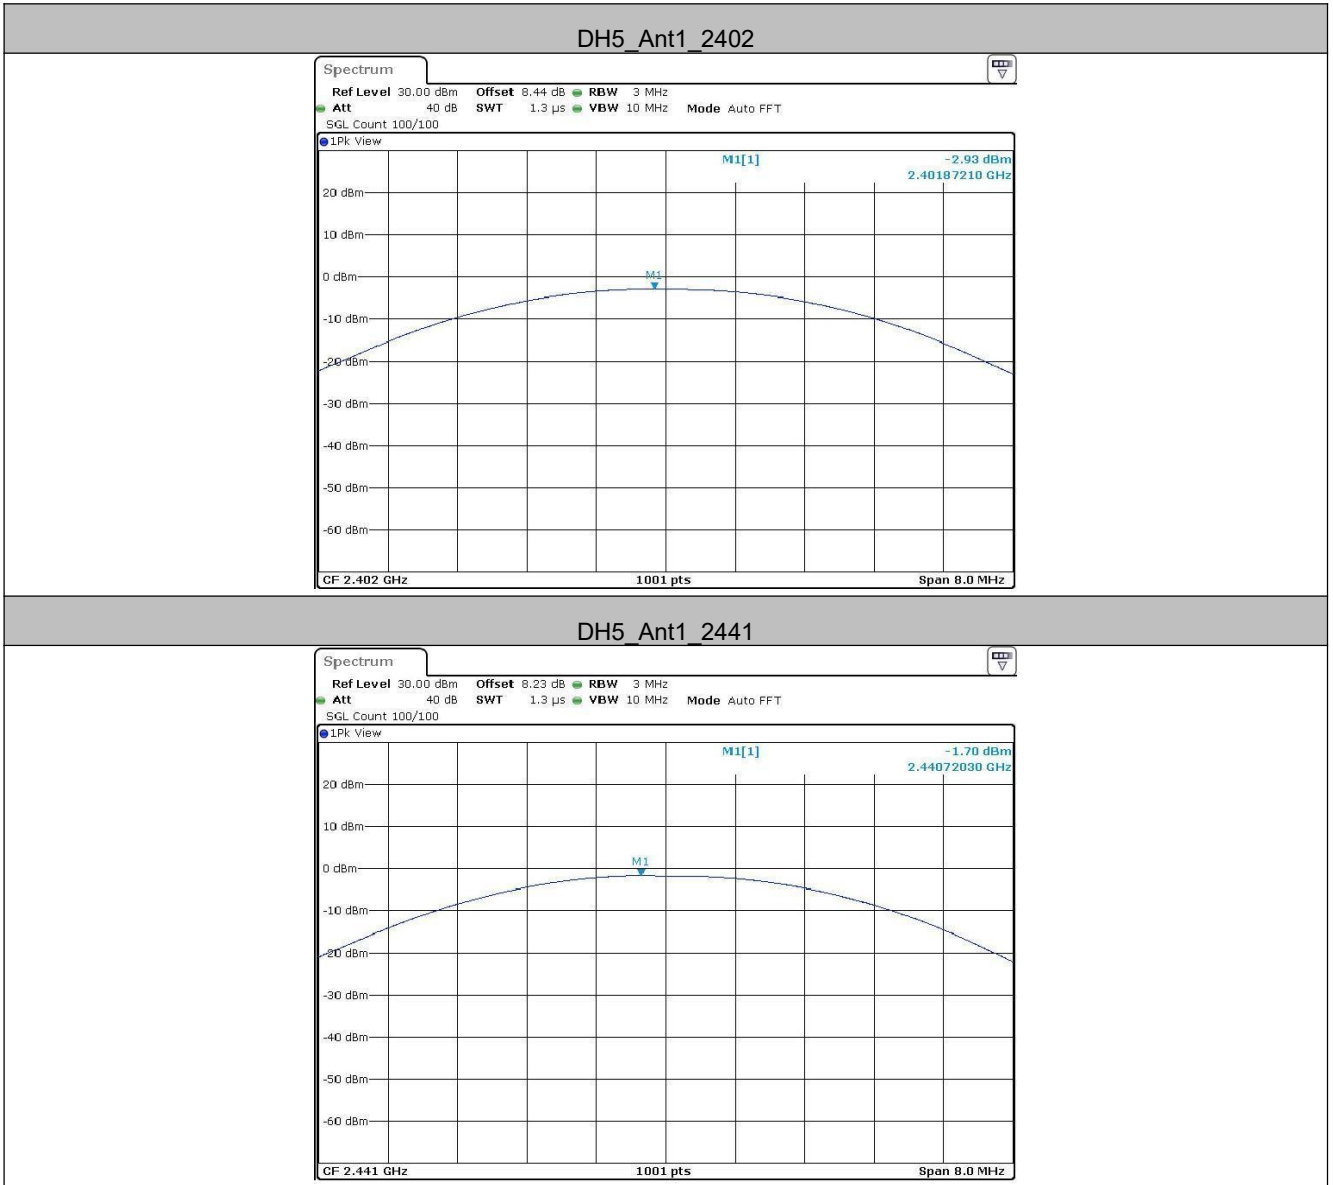 DH5_Ant1_2402
Spectrum
Ref Level 30.00 dBm Offset 8.44 dB RBW 3 MHz
Att 40 dB SWT 1.3 µs VBW 10 MHz Mode Auto FFT
SGL Count 100/100
1Pk View
M1[1] -2.93 dBm
2.40187210 GHz
20 dBm
10 dBm
0 dBm
M1
-10 dBm
-20 dBm
-30 dBm
-40 dBm
-50 dBm
-60 dBm
CF 2.402 GHz 1001 pts Span 8.0 MHz
DH5_Ant1_2441
Spectrum
Ref Level 30.00 dBm Offset 8.23 dB RBW 3 MHz
Att 40 dB SWT 1.3 µs VBW 10 MHz Mode Auto FFT
SGL Count 100/100
1Pk View
M1[1] -1.70 dBm
2.44072030 GHz
20 dBm
10 dBm
M1
0 dBm
-10 dBm
-20 dBm
-30 dBm
-40 dBm
-50 dBm
-60 dBm
CF 2.441 GHz 1001 pts Span 8.0 MHz